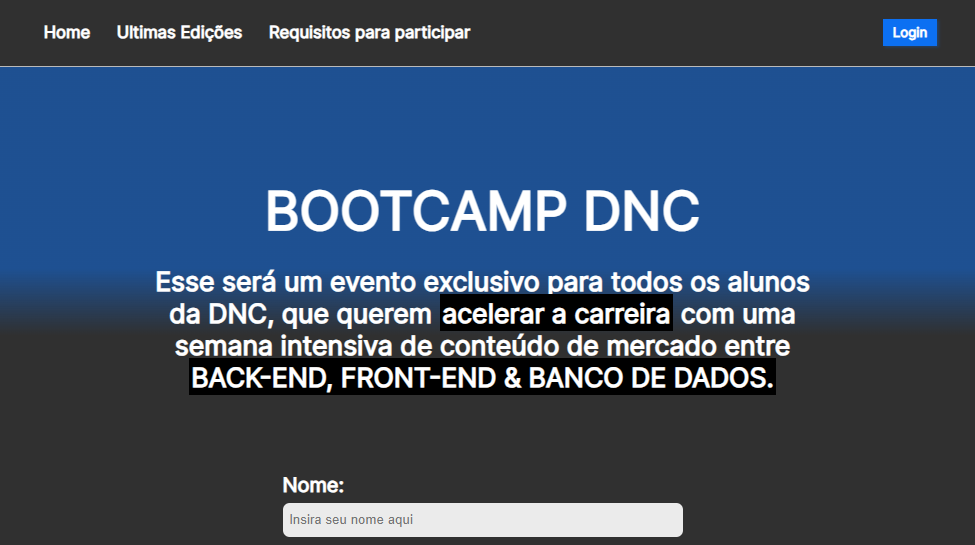 Home Ultimas Edições Requisitos para participar Login
BOOTCAMP DNC
Esse será um evento exclusivo para todos os alunos
da DNC, que querem acelerar a carreira com uma
semana intensiva de conteúdo de mercado entre
BACK-END, FRONT-END & BANCO DE DADOS.
Nome:
Insira seu nome aqui